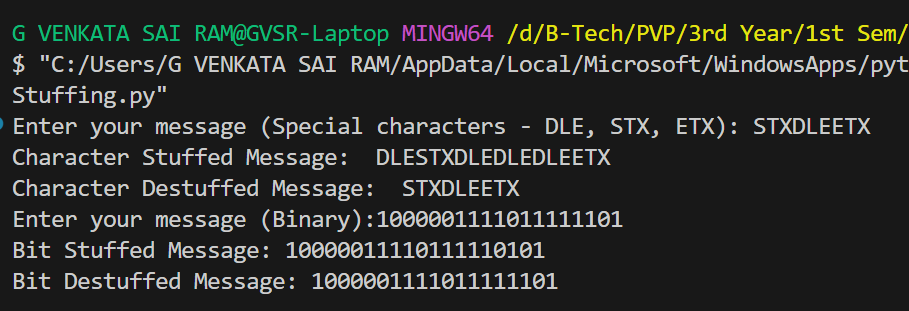 G VENKATA SAI RAM@GVSR-Laptop MINGW64 /d/B-Tech/PVP/3rd Year/1st Sem/
$ "C:/Users/G VENKATA SAI RAM/AppData/Local/Microsoft/WindowsApps/pyt
Stuffing.py"
Enter your message (Special characters - DLE, STX, ETX): STXDLEETX
Character Stuffed Message:  DLESTXDLEDLEDLEETX
Character Destuffed Message:  STXDLEETX
Enter your message (Binary):1000001111011111101
Bit Stuffed Message: 10000011110111110101
Bit Destuffed Message: 1000001111011111101